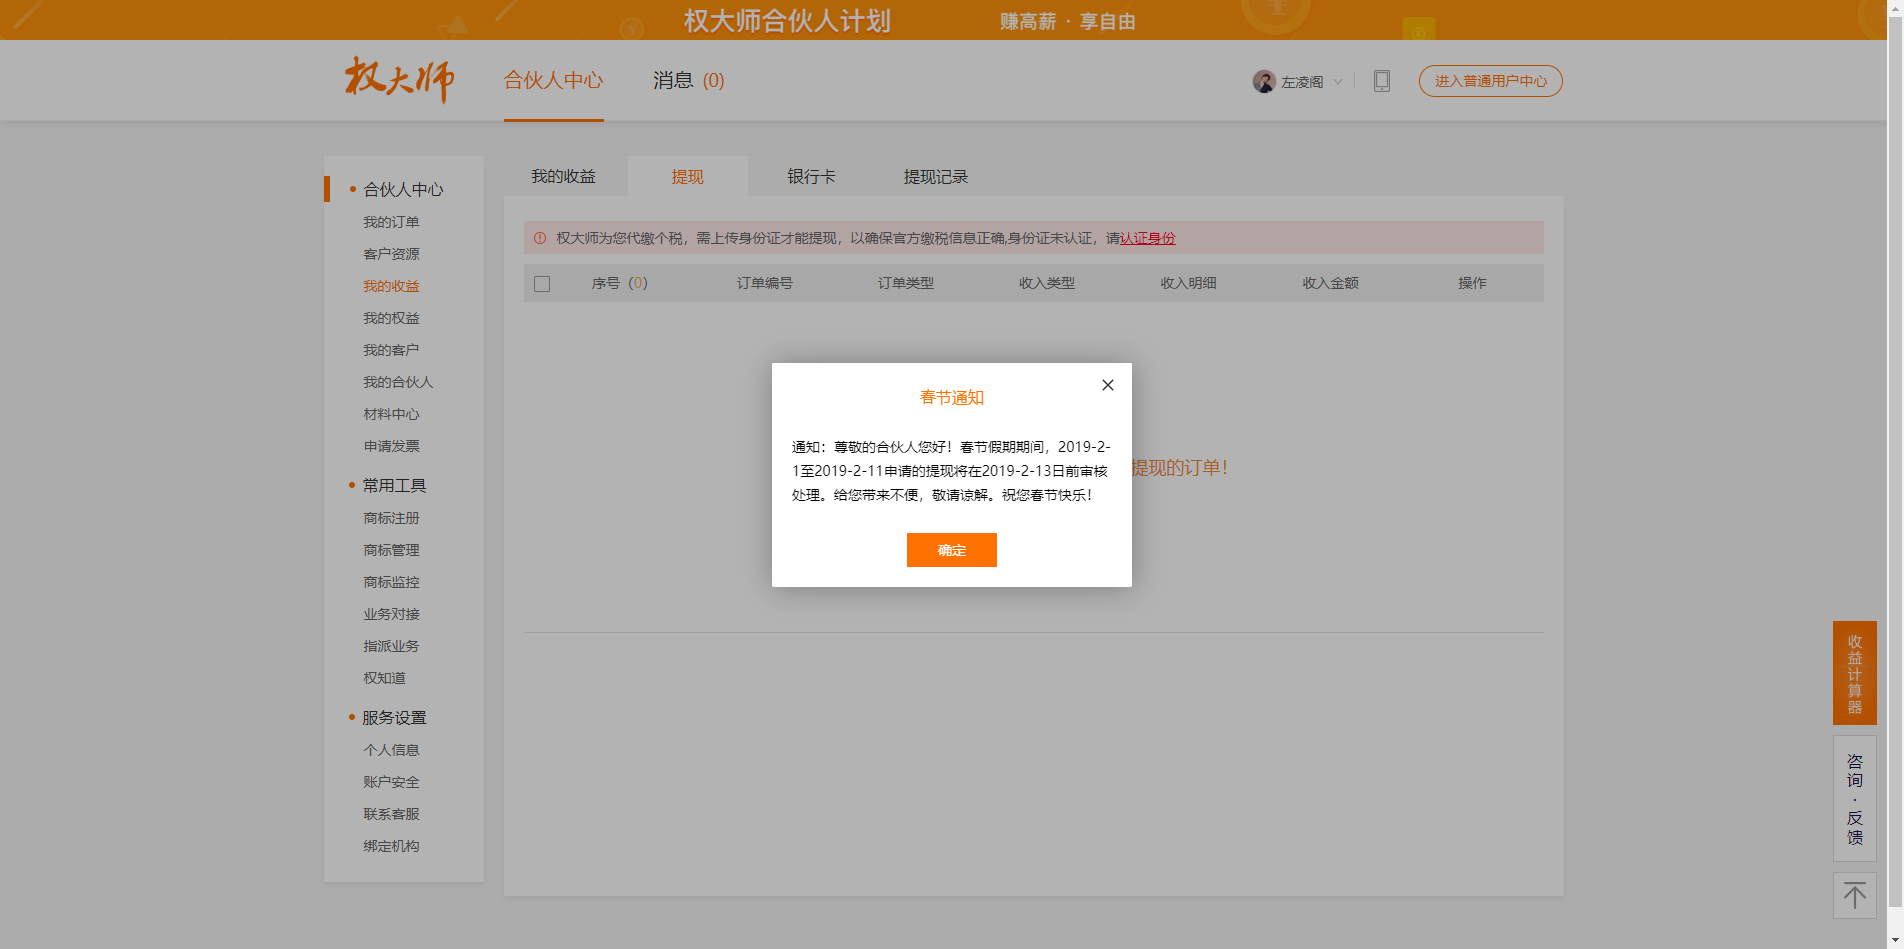 权大师合伙人计划 赚高薪 · 享自由
权大师 合伙人中心 消息 (0) 左凌阁 进入普通用户中心
合伙人中心
我的订单
客户资源
我的收益
我的权益
我的客户
我的合伙人
材料中心
申请发票
常用工具
商标注册
商标管理
商标监控
业务对接
指派业务
权知道
服务设置
个人信息
账户安全
联系客服
绑定机构
我的收益 提现 银行卡 提现记录
权大师为您代缴个税，需上传身份证才能提现，以确保官方缴税信息正确,身份证未认证，请认证身份
序号（0） 订单编号 订单类型 收入类型 收入明细 收入金额 操作
提现的订单！
春节通知
通知：尊敬的合伙人您好！春节假期期间，2019-2-
1至2019-2-11申请的提现将在2019-2-13日前审核
处理。给您带来不便，敬请谅解。祝您春节快乐！
确定
收益计算器
咨询·反馈